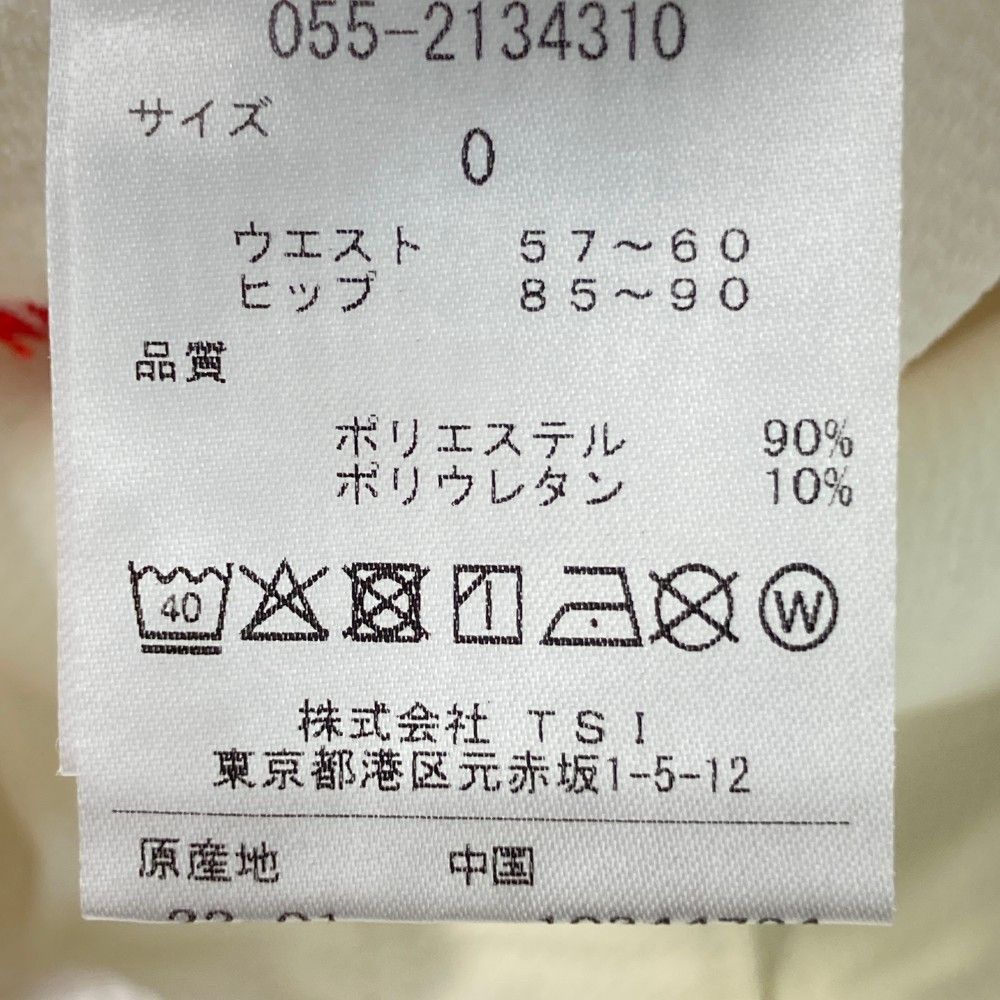 055-2134310
サイズ
0
ウエスト 57～60
ヒップ 85～90
品質
ポリエステル 90%
ポリウレタン 10%
40 W
株式会社 TSI
東京都港区元赤坂1-5-12
原産地 中国